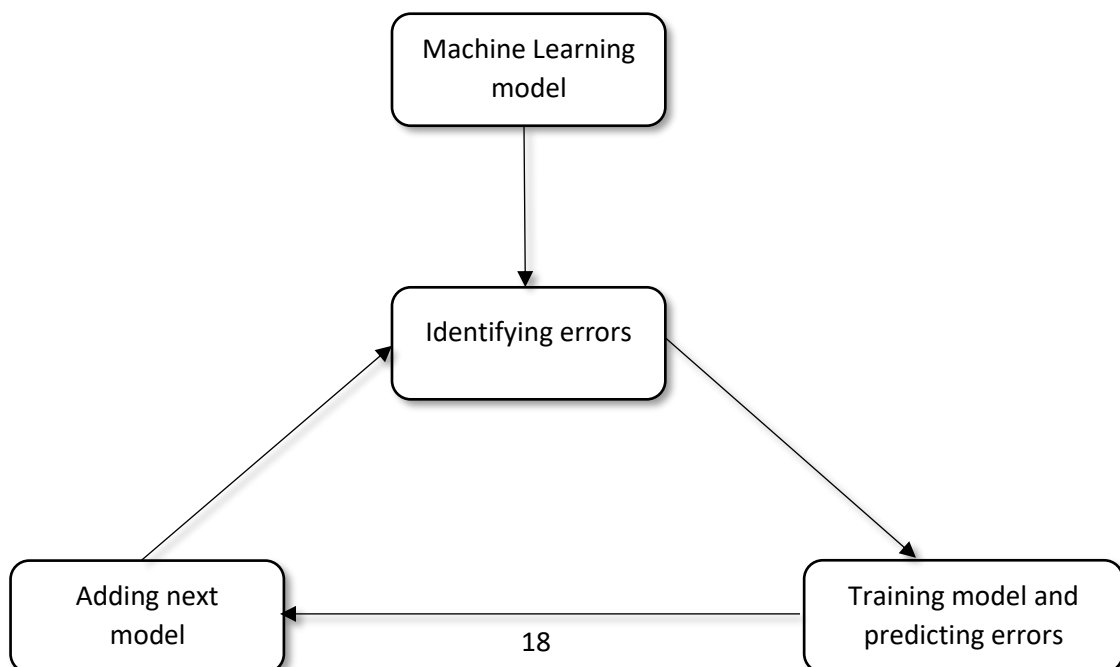 Machine Learning
model
Identifying errors
Adding next
model
18
Training model and
predicting errors